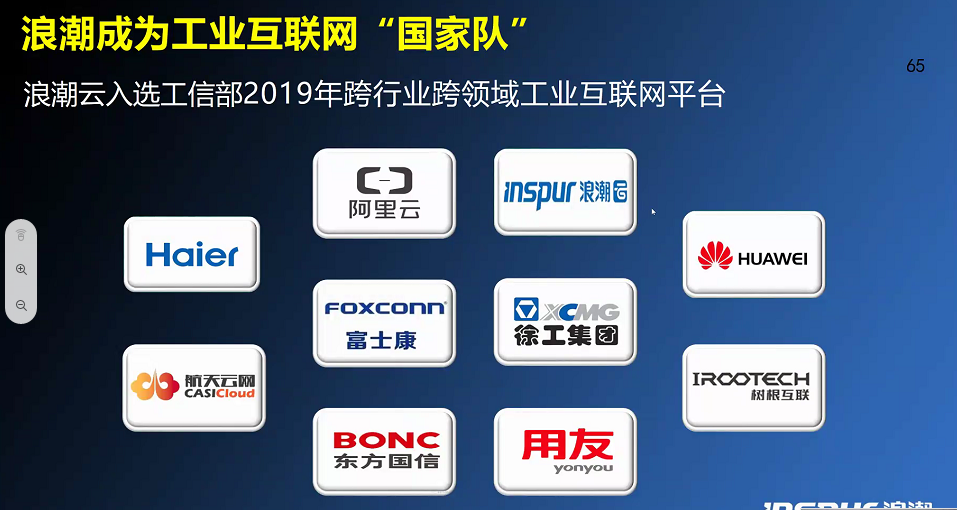 浪潮成为工业互联网“国家队”
65
浪潮云入选工信部2019年跨行业跨领域工业互联网平台
阿里云
inspur 浪潮云
Haier
HUAWEI
FOXCONN®
富士康
XCMG
徐工集团
航天云网
CASICloud
IROOTECH
树根互联
BONC
东方国信
用友
yonyou
inspur 浪潮